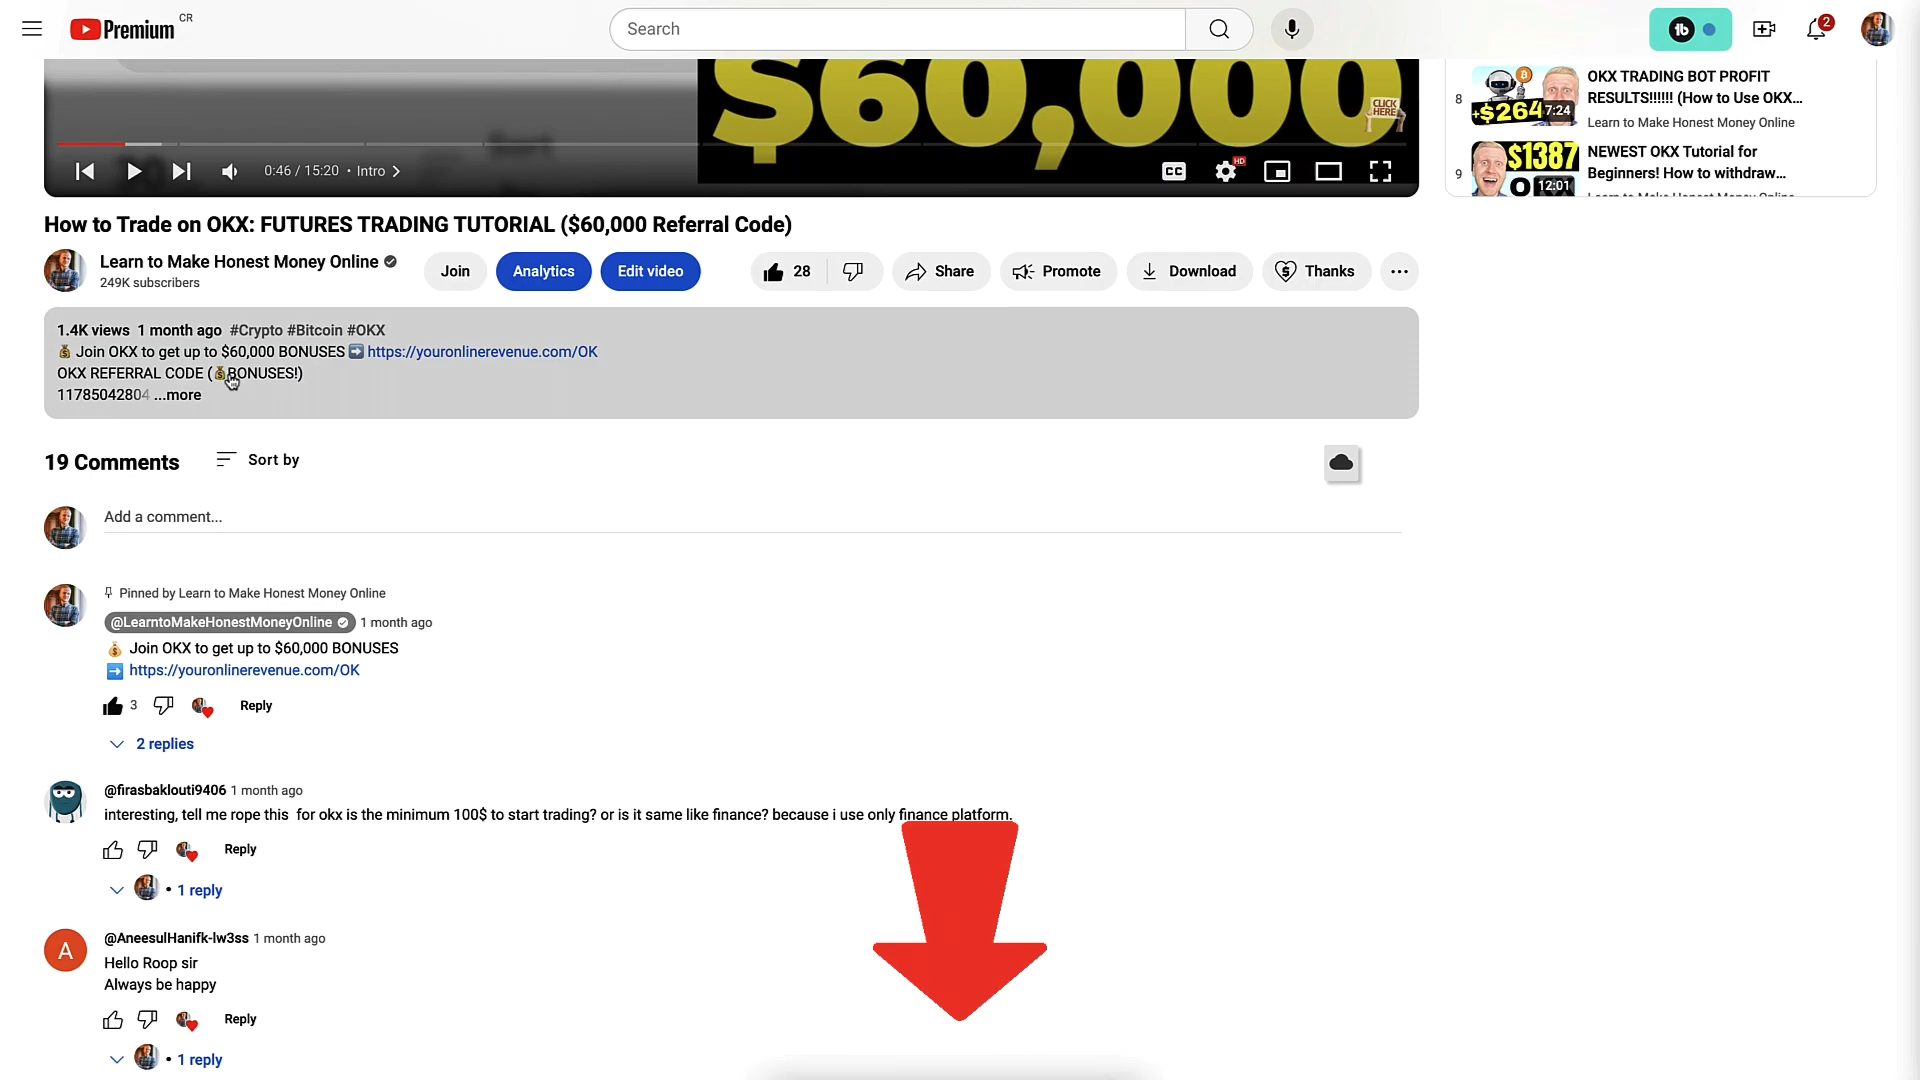 Premium CR
Search
2
$60,000
CLICK
HERE
0:46 / 15:20 • Intro
CC
HD
8
+$264
7:24
OKX TRADING BOT PROFIT
RESULTS!!!!!! (How to Use OKX...
Learn to Make Honest Money Online
9
$1387
12:01
NEWEST OKX Tutorial for
Beginners! How to withdraw...
Learn to Make Honest Money Online
How to Trade on OKX: FUTURES TRADING TUTORIAL ($60,000 Referral Code)
Learn to Make Honest Money Online
249K subscribers
Join
Analytics
Edit video
28
Share
Promote
Download
Thanks
1.4K views 1 month ago #Crypto #Bitcoin #OKX
💰 Join OKX to get up to $60,000 BONUSES ➡️ https://youronlinerevenue.com/OK
OKX REFERRAL CODE (💰BONUSES!)
11785042804 ...more
19 Comments
Sort by
Add a comment...
Pinned by Learn to Make Honest Money Online
@LearntoMakeHonestMoneyOnline 1 month ago
💰 Join OKX to get up to $60,000 BONUSES
➡️ https://youronlinerevenue.com/OK
3
Reply
2 replies
@firasbaklouti9406 1 month ago
interesting, tell me rope this for okx is the minimum 100$ to start trading? or is it same like finance? because i use only finance platform.
Reply
• 1 reply
A
@AneesulHanifk-lw3ss 1 month ago
Hello Roop sir
Always be happy
Reply
• 1 reply